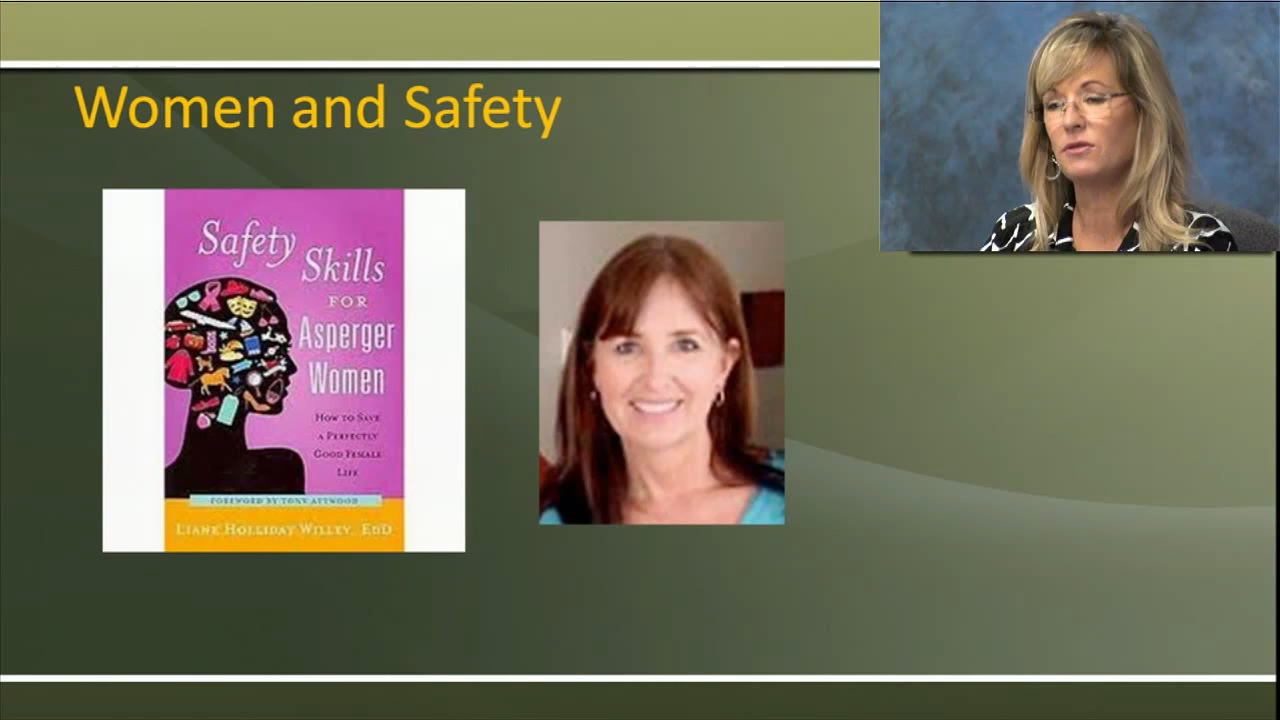 Women and Safety
Safety
Skills
FOR
Asperger
Women
HOW TO SAVE
A PERFECTLY
GOOD FEMALE
LIFE
FOREWORD BY TONY ATTWOOD
LIANE HOLLIDAY WILLEY, EDD